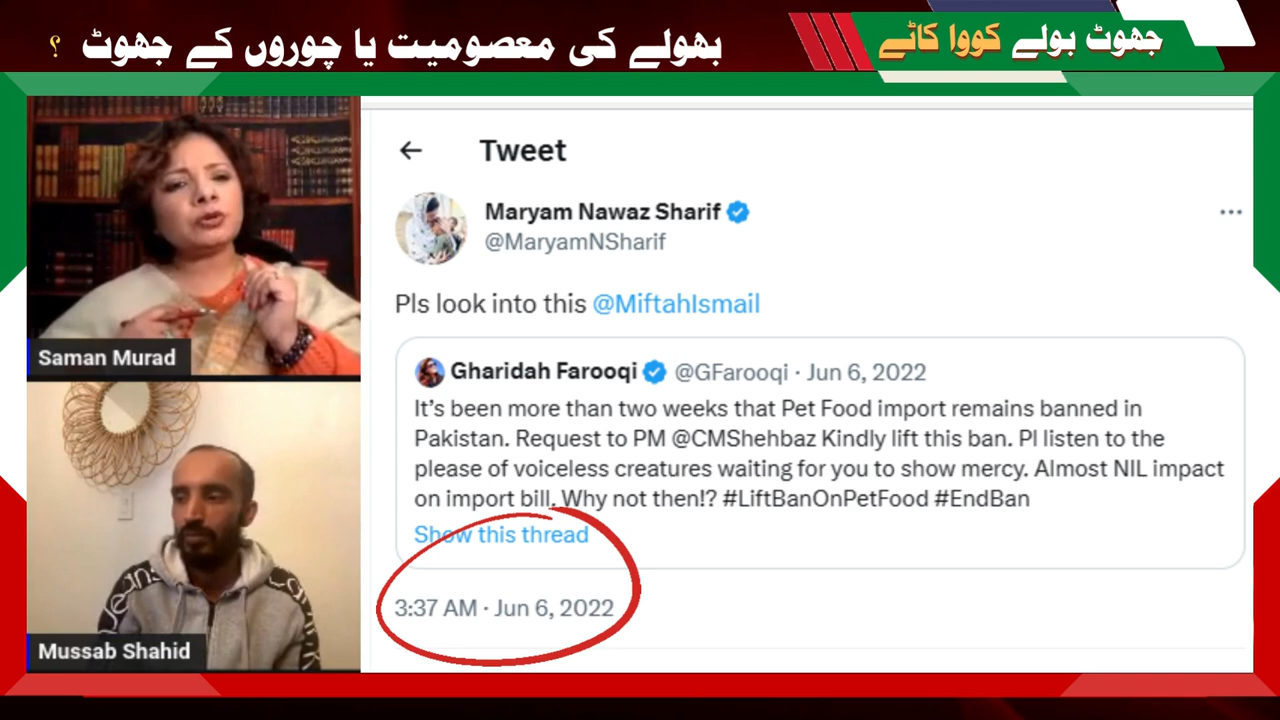 بھولے کی معصومیت یا چوروں کے جھوٹ ؟
جھوٹ بولے کووا کاٹے
Saman Murad
Mussab Shahid
Tweet
Maryam Nawaz Sharif
@MaryamNSharif
Pls look into this @MiftahIsmail
Gharidah Farooqi @GFarooqi · Jun 6, 2022
It's been more than two weeks that Pet Food import remains banned in
Pakistan. Request to PM @CMShehbaz Kindly lift this ban. Pl listen to the
please of voiceless creatures waiting for you to show mercy. Almost NIL impact
on import bill. Why not then!? #LiftBanOnPetFood #EndBan
Show this thread
3:37 AM · Jun 6, 2022